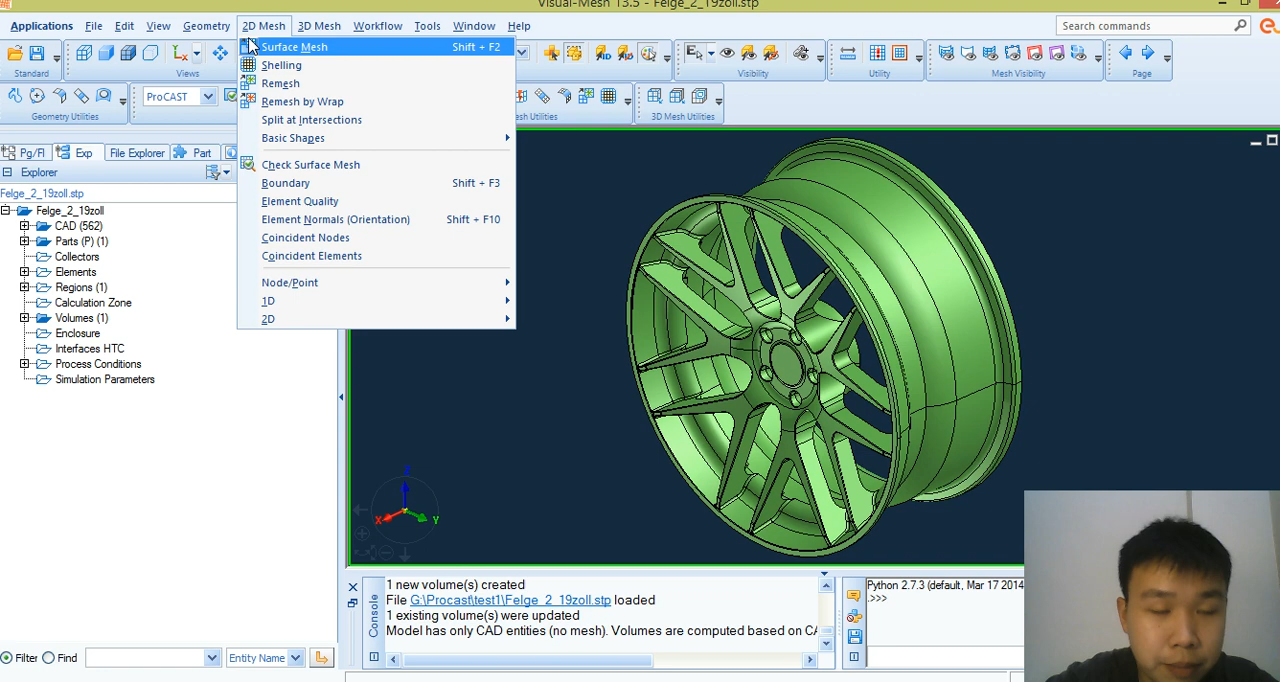 Visual-Mesh 13.5 - Felge_2_19zoll.stp
Applications File Edit View Geometry 2D Mesh 3D Mesh Workflow Tools Window Help Search commands
Surface Mesh Shift + F2
Shelling
Remesh
Remesh by Wrap
Split at Intersections
Basic Shapes
Check Surface Mesh
Boundary Shift + F3
Element Quality
Element Normals (Orientation) Shift + F10
Coincident Nodes
Coincident Elements
Node/Point
1D
2D
Standard Views Visibility Utility Mesh Visibility Page
ProCAST
Geometry Utilities 3D Mesh Utilities
Pg/Fl Exp File Explorer Part
Explorer
Felge_2_19zoll.stp
Felge_2_19zoll
CAD (562)
Parts (P) (1)
Collectors
Elements
Regions (1)
Calculation Zone
Volumes (1)
Enclosure
Interfaces HTC
Process Conditions
Simulation Parameters
Z
X Y
Console
1 new volume(s) created
File G:\Procast\test1\Felge_2_19zoll.stp loaded
1 existing volume(s) were updated
Model has only CAD entities (no mesh). Volumes are computed based on CA
Python 2.7.3 (default, Mar 17 2014
>>>
Filter Find Entity Name